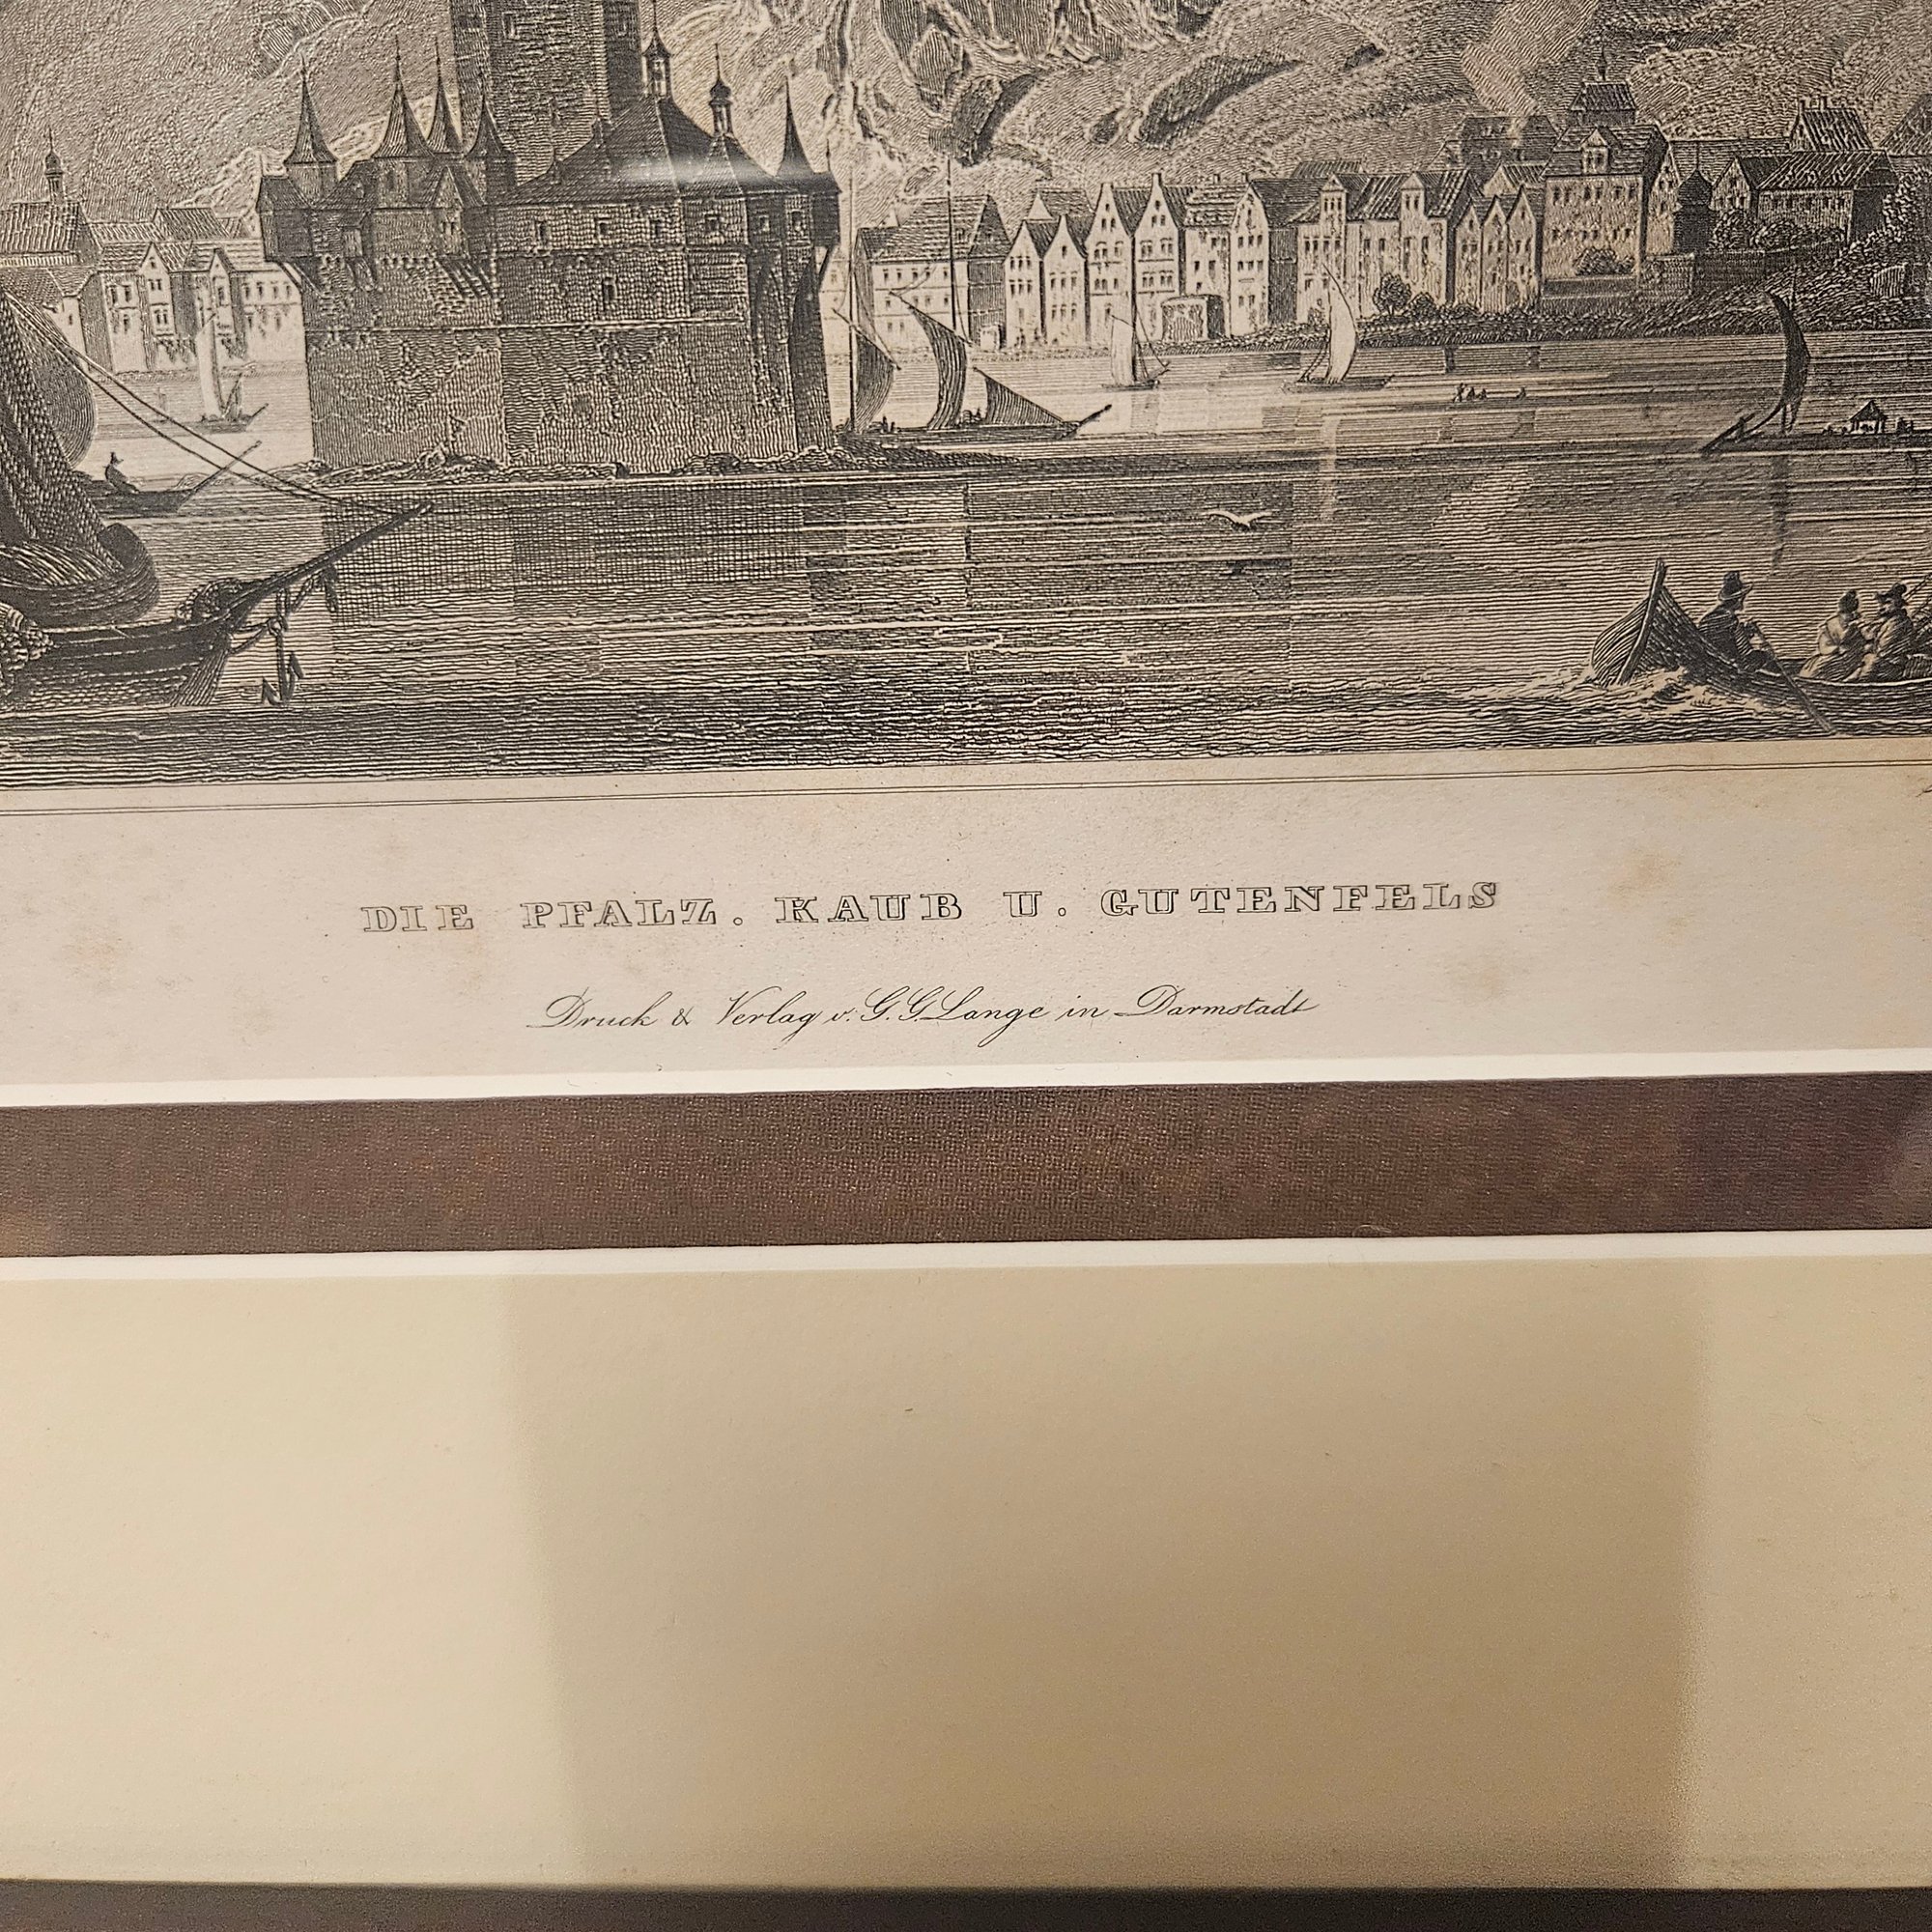 DIE PFALZ. KAUB U. GUTENFELS
Druck & Verlag v. G. G. Lange in Darmstadt